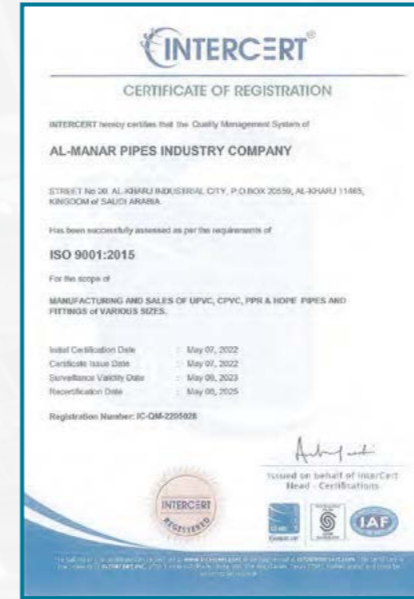 INTERCERT®
CERTIFICATE OF REGISTRATION
INTERCERT hereby certifies that the Quality Management System of
AL-MANAR PIPES INDUSTRY COMPANY
STREET No 20. AL-KHARJ INDUSTRIAL CITY, P.O.BOX 20559, AL-KHARJ 11465,
KINGDOM of SAUDI ARABIA.
Has been successfully assessed as per the requirements of
ISO 9001:2015
For the scope of
MANUFACTURING AND SALES OF UPVC, CPVC, PPR & HDPE PIPES AND
FITTINGS of VARIOUS SIZES.
Initial Certification Date : May 07, 2022
Certificate Issue Date : May 07, 2022
Surveillance Validity Date : May 06, 2023
Recertification Date : May 06, 2025
Registration Number: IC-QM-2205028
Issued on behalf of InterCert
Head - Certifications
INTERCERT
REGISTERED
IAF